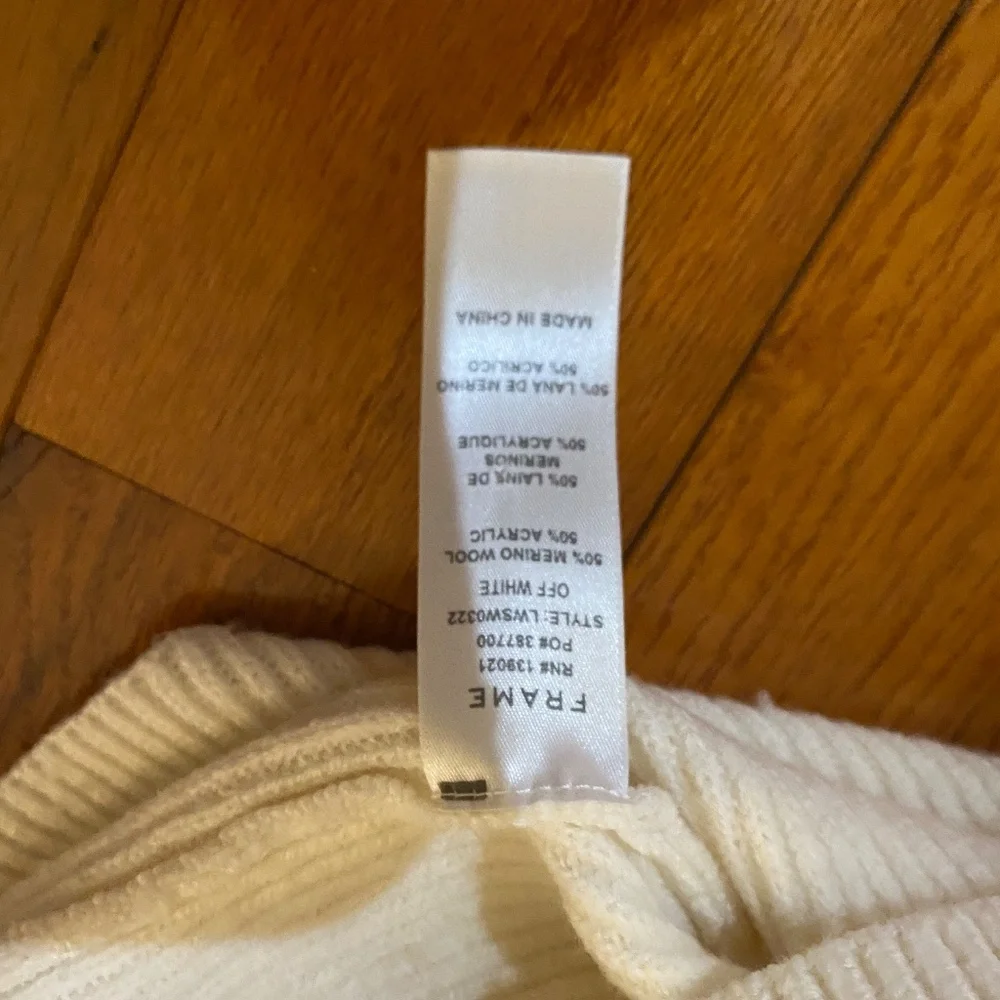 FRAME
RN# 139021
PO# 387700
STYLE: LWSW0322
OFF WHITE
50% MERINO WOOL
50% ACRYLIC
50% LAINE DE
MERINOS
50% ACRYLIQUE
50% LANA DE MERINO
50% ACRILICO
MADE IN CHINA